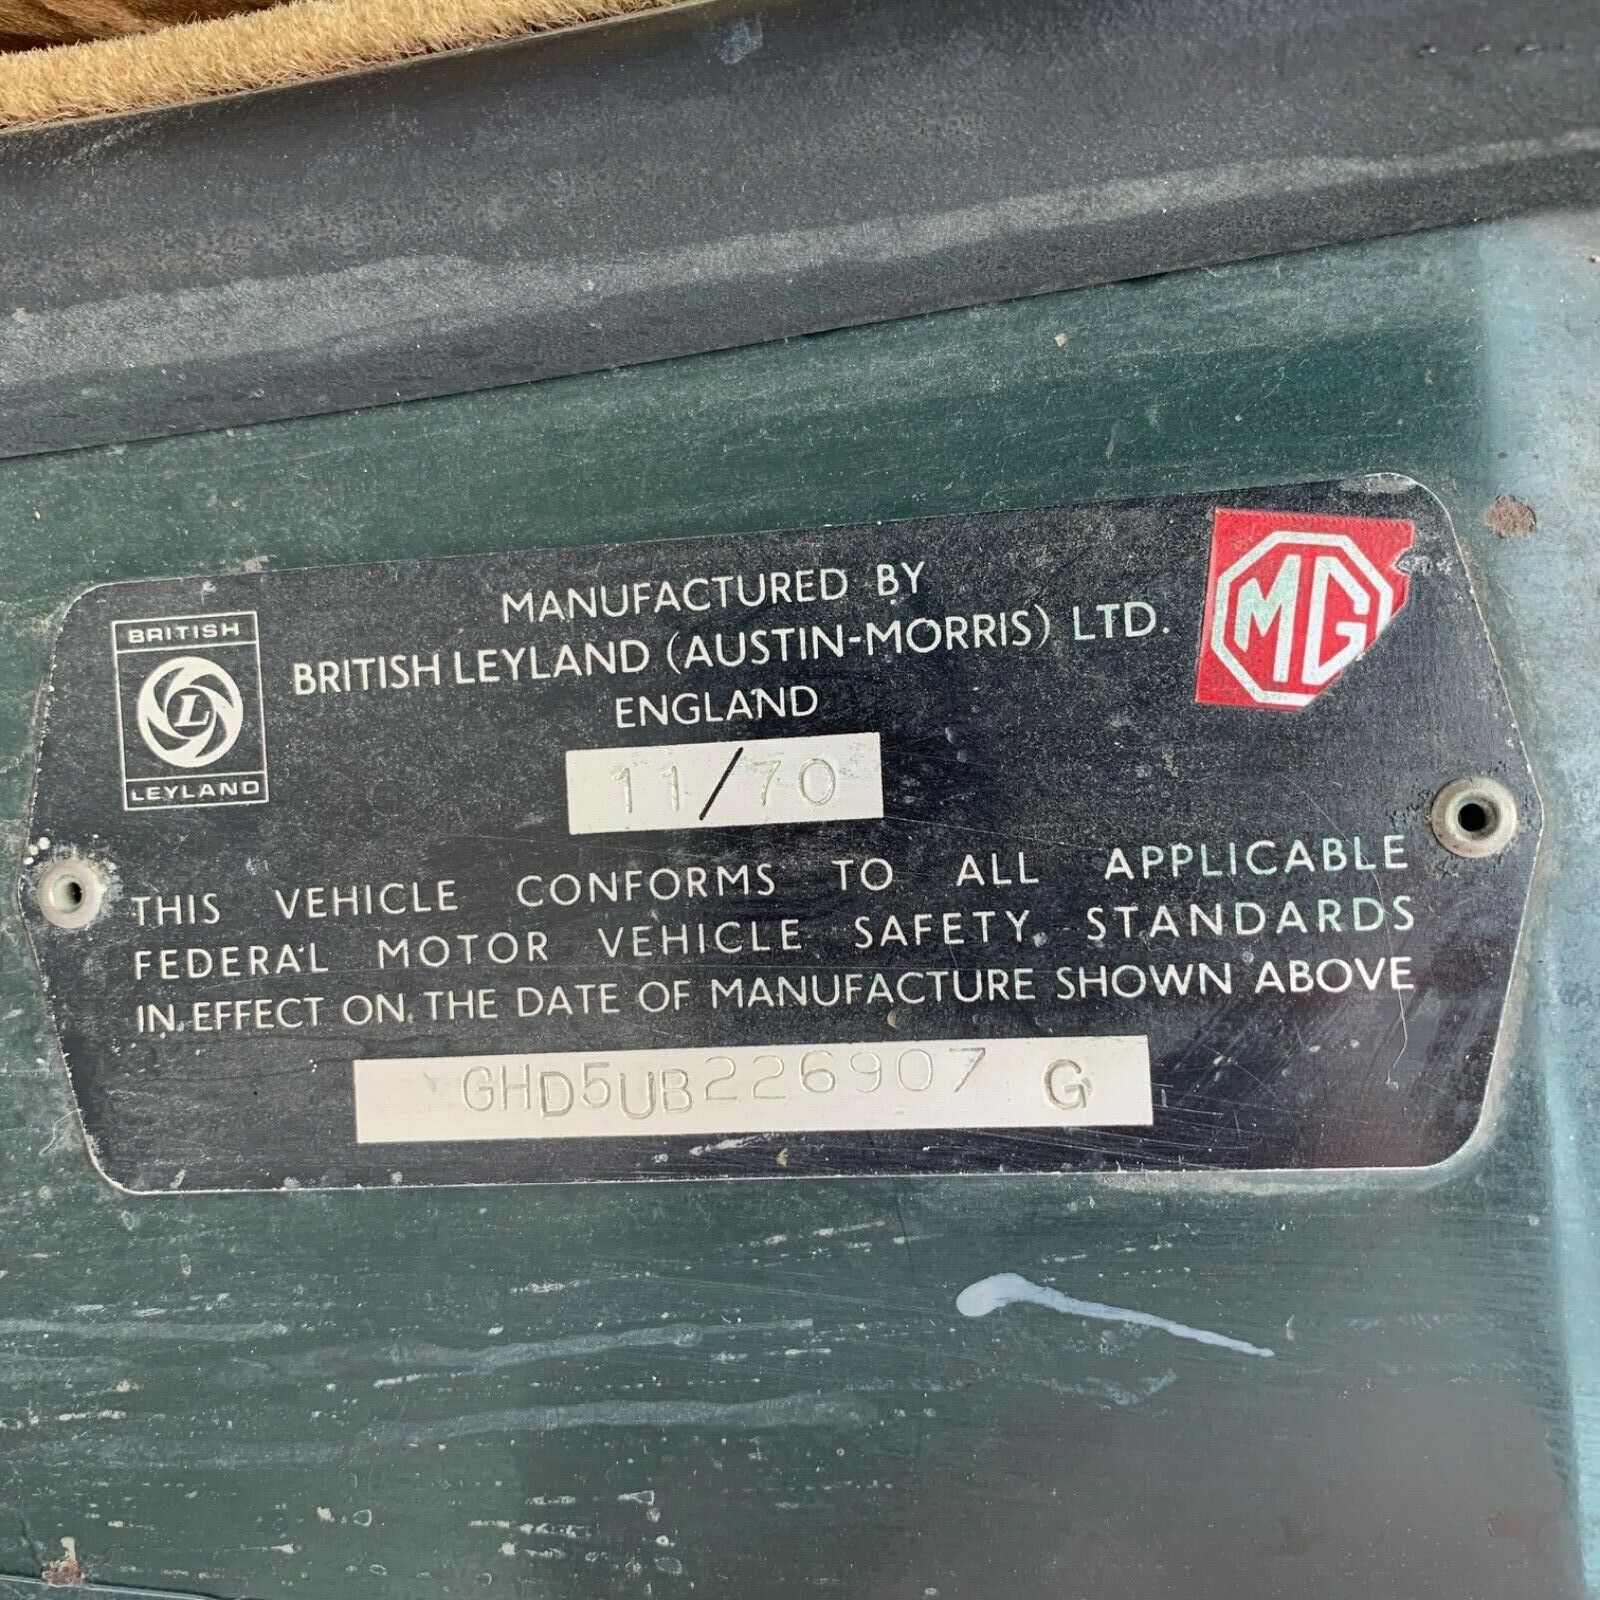 MANUFACTURED BY
BRITISH LEYLAND (AUSTIN-MORRIS) LTD.
ENGLAND
BRITISH
L
LEYLAND
MG
11/70
THIS VEHICLE CONFORMS TO ALL APPLICABLE
FEDERAL MOTOR VEHICLE SAFETY STANDARDS
IN EFFECT ON THE DATE OF MANUFACTURE SHOWN ABOVE
GHD5UB226907 G